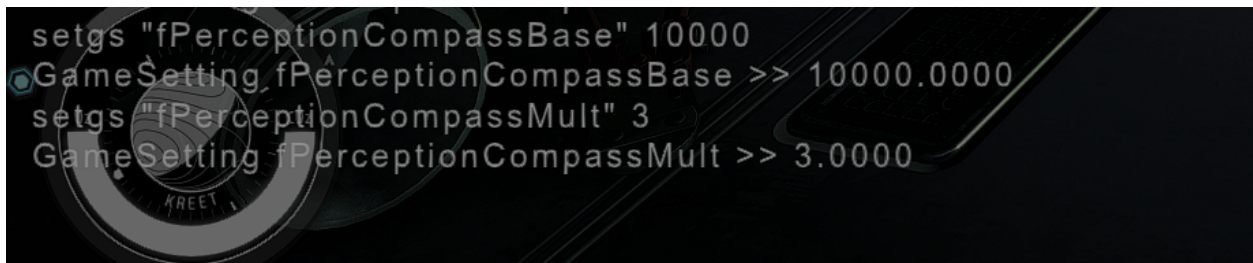 setgs "fPerceptionCompassBase" 10000
GameSetting fPerceptionCompassBase >> 10000.0000
setgs "fPerceptionCompassMult" 3
GameSetting fPerceptionCompassMult >> 3.0000
KREET